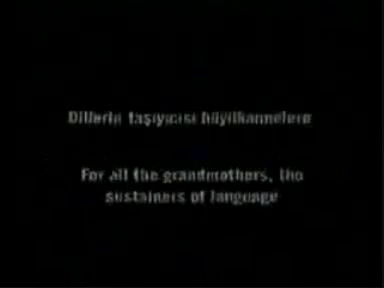 Dillerin taşıyıcısı büyükannelere
For all the grandmothers, the
sustainers of language